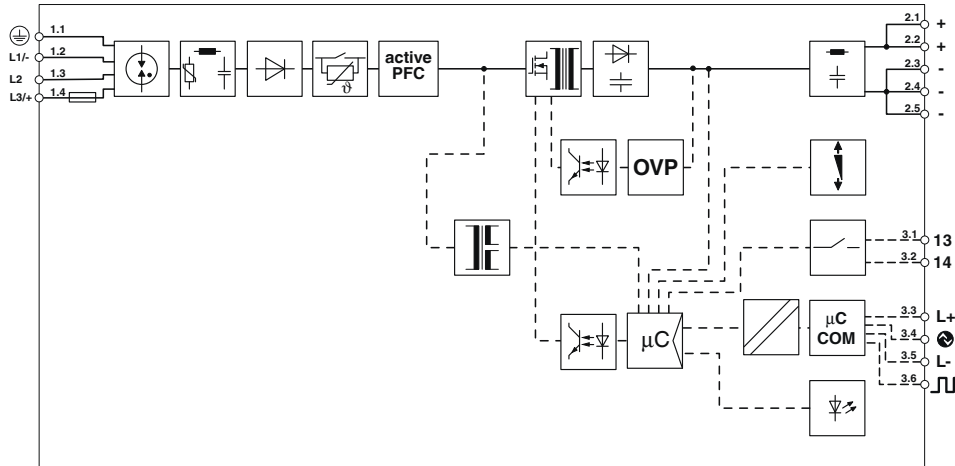 1.1
L1/-
1.2
L2
1.3
L3/+
1.4
ϑ
active
PFC
2.1
+
2.2
+
2.3
-
2.4
-
2.5
-
OVP
3.1
13
3.2
14
µC
µC
COM
3.3
L+
3.4
3.5
L-
3.6